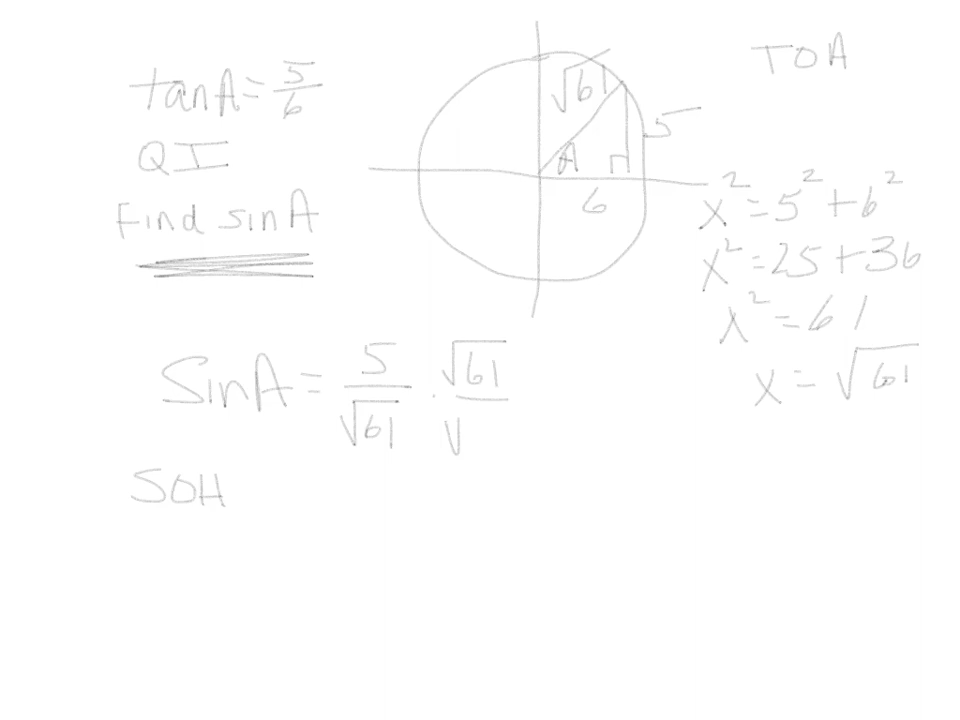 tanA = 5/6
QI
Find sinA
√61
A
5
6
TOA
x² = 5² + 6²
x² = 25 + 36
x² = 61
x = √61
SinA = 5/√61 · √61/√
SOH